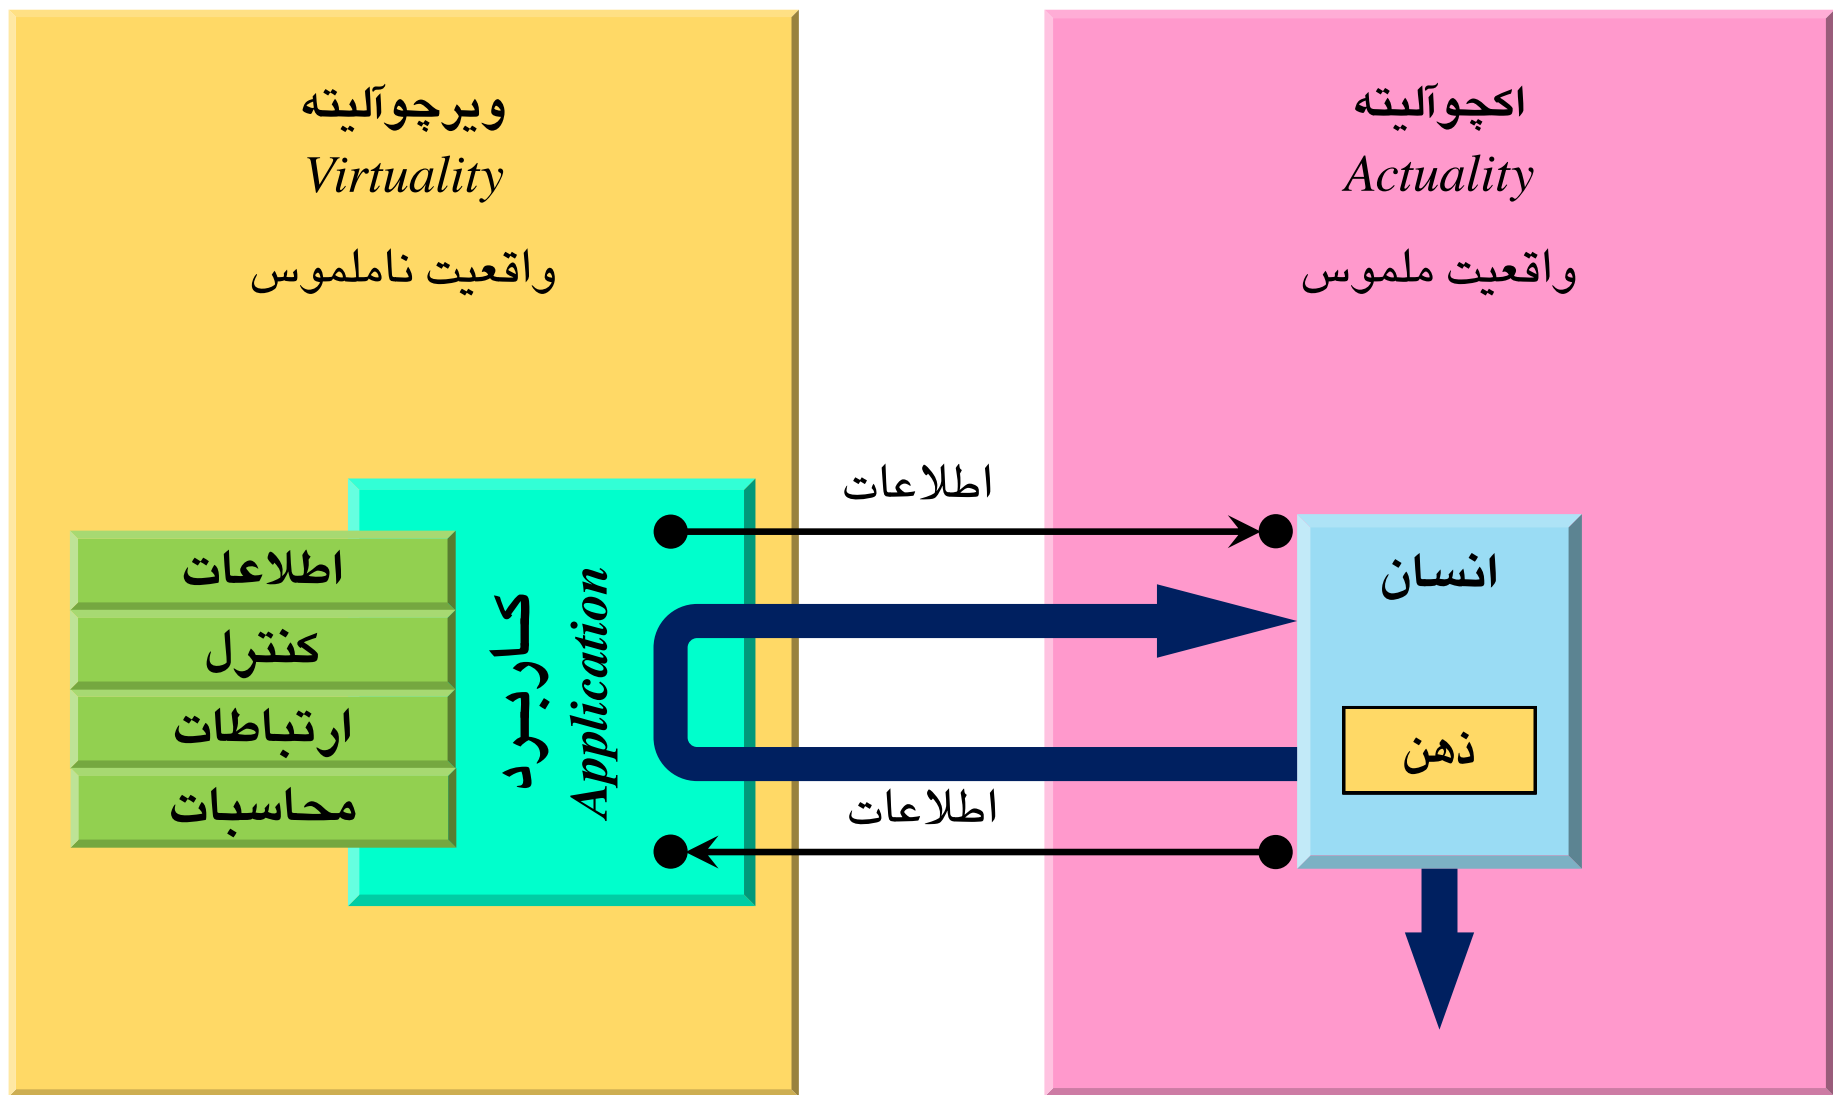 اکچوآلیته
Actuality
واقعیت ملموس
ویرچوآلیته
Virtuality
واقعیت ناملموس
اطلاعات
انسان
ذهن
اطلاعات
کاربرد
Application
اطلاعات
کنترل
ارتباطات
محاسبات